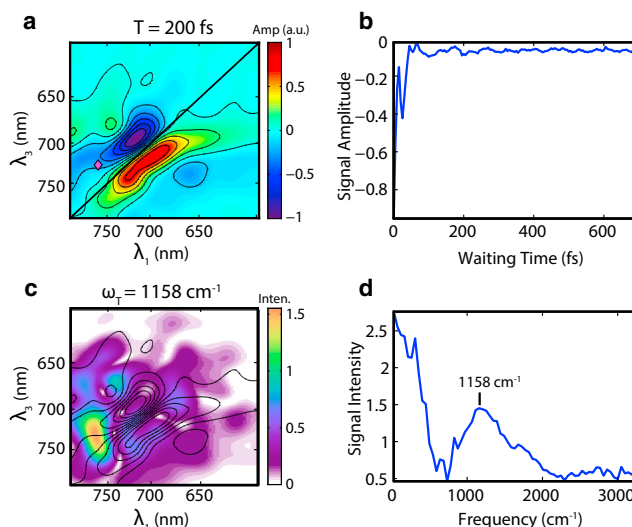 a
T = 200 fs
Amp (a.u.)
1
0.5
0
−0.5
−1
650
700
750
λ3 (nm)
750
700
λ1 (nm)
b
0
−0.2
−0.4
−0.6
−0.8
Signal Amplitude
0
200
400
600
Waiting Time (fs)
c
ωT = 1158 cm⁻¹
Inten.
1.5
1.0
0.5
0
650
700
750
λ3 (nm)
750
700
650
λ1 (nm)
d
2.5
2
1.5
1
0.5
Signal Intensity
1158 cm⁻¹
0
1000
2000
3000
Frequency (cm⁻¹)